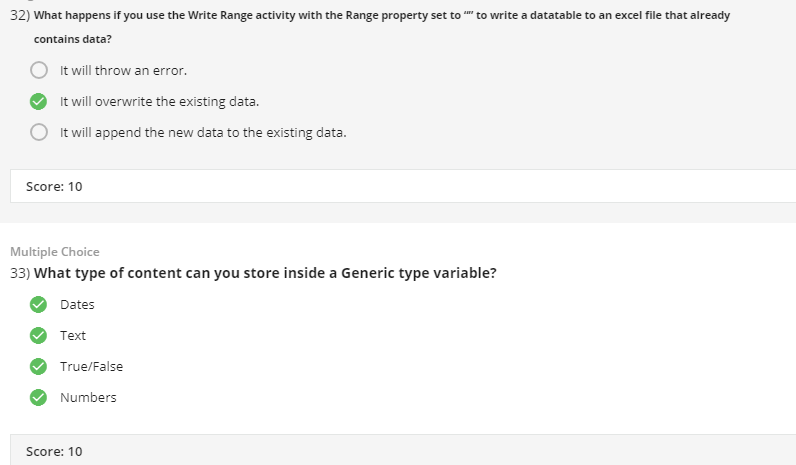 32) What happens if you use the Write Range activity with the Range property set to “” to write a datatable to an excel file that already
contains data?
It will throw an error.
It will overwrite the existing data.
It will append the new data to the existing data.
Score: 10
Multiple Choice
33) What type of content can you store inside a Generic type variable?
Dates
Text
True/False
Numbers
Score: 10